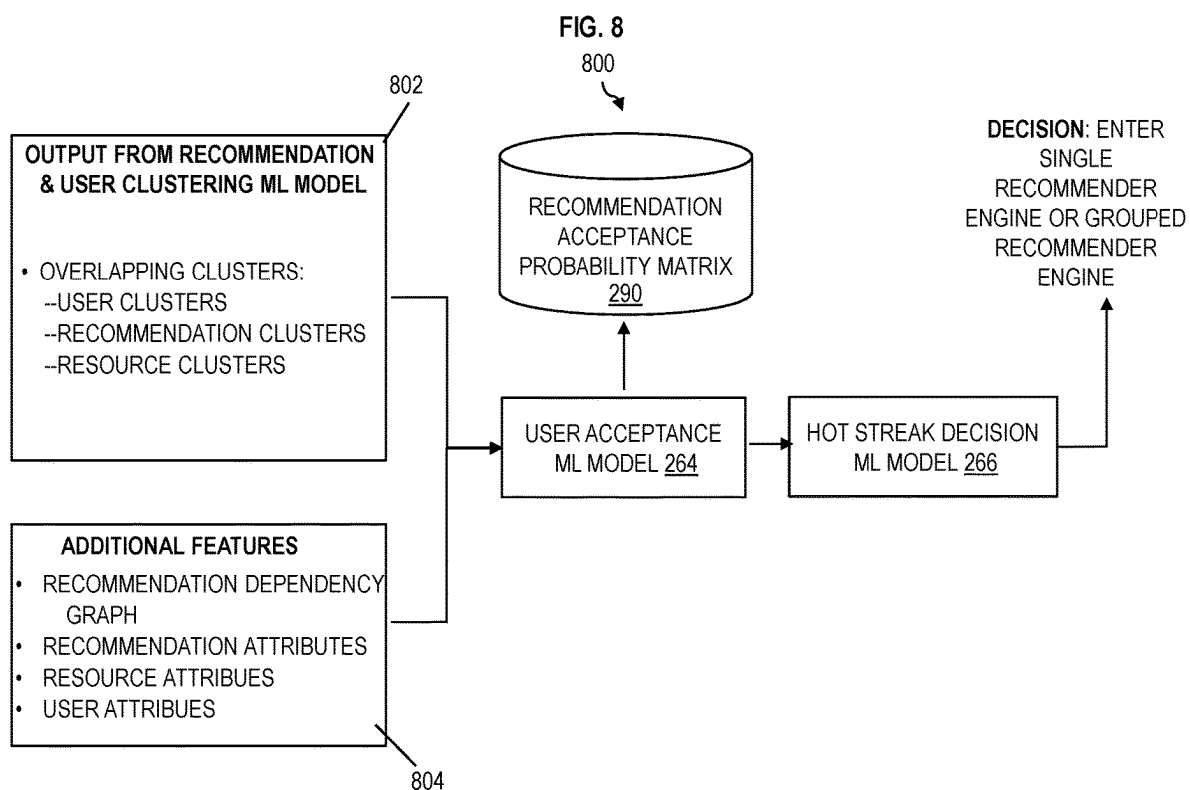 FIG. 8
800
802
OUTPUT FROM RECOMMENDATION
& USER CLUSTERING ML MODEL
• OVERLAPPING CLUSTERS:
--USER CLUSTERS
--RECOMMENDATION CLUSTERS
--RESOURCE CLUSTERS
RECOMMENDATION
ACCEPTANCE
PROBABILITY MATRIX
290
DECISION: ENTER
SINGLE
RECOMMENDER
ENGINE OR GROUPED
RECOMMENDER
ENGINE
USER ACCEPTANCE
ML MODEL 264
HOT STREAK DECISION
ML MODEL 266
ADDITIONAL FEATURES
• RECOMMENDATION DEPENDENCY
GRAPH
• RECOMMENDATION ATTRIBUTES
• RESOURCE ATTRIBUES
• USER ATTRIBUES
804